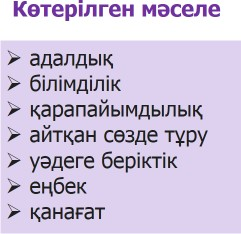 Көтерілген мәселе
➢ адалдық
➢ білімділік
➢ қарапайымдылық
➢ айтқан сөзде тұру
➢ уәдеге беріктік
➢ еңбек
➢ қанағат